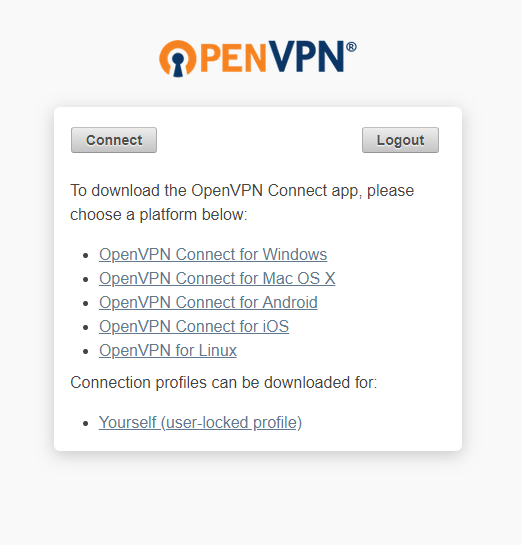 OPENVPN®
Connect
Logout
To download the OpenVPN Connect app, please
choose a platform below:
OpenVPN Connect for Windows
OpenVPN Connect for Mac OS X
OpenVPN Connect for Android
OpenVPN Connect for iOS
OpenVPN for Linux
Connection profiles can be downloaded for:
Yourself (user-locked profile)